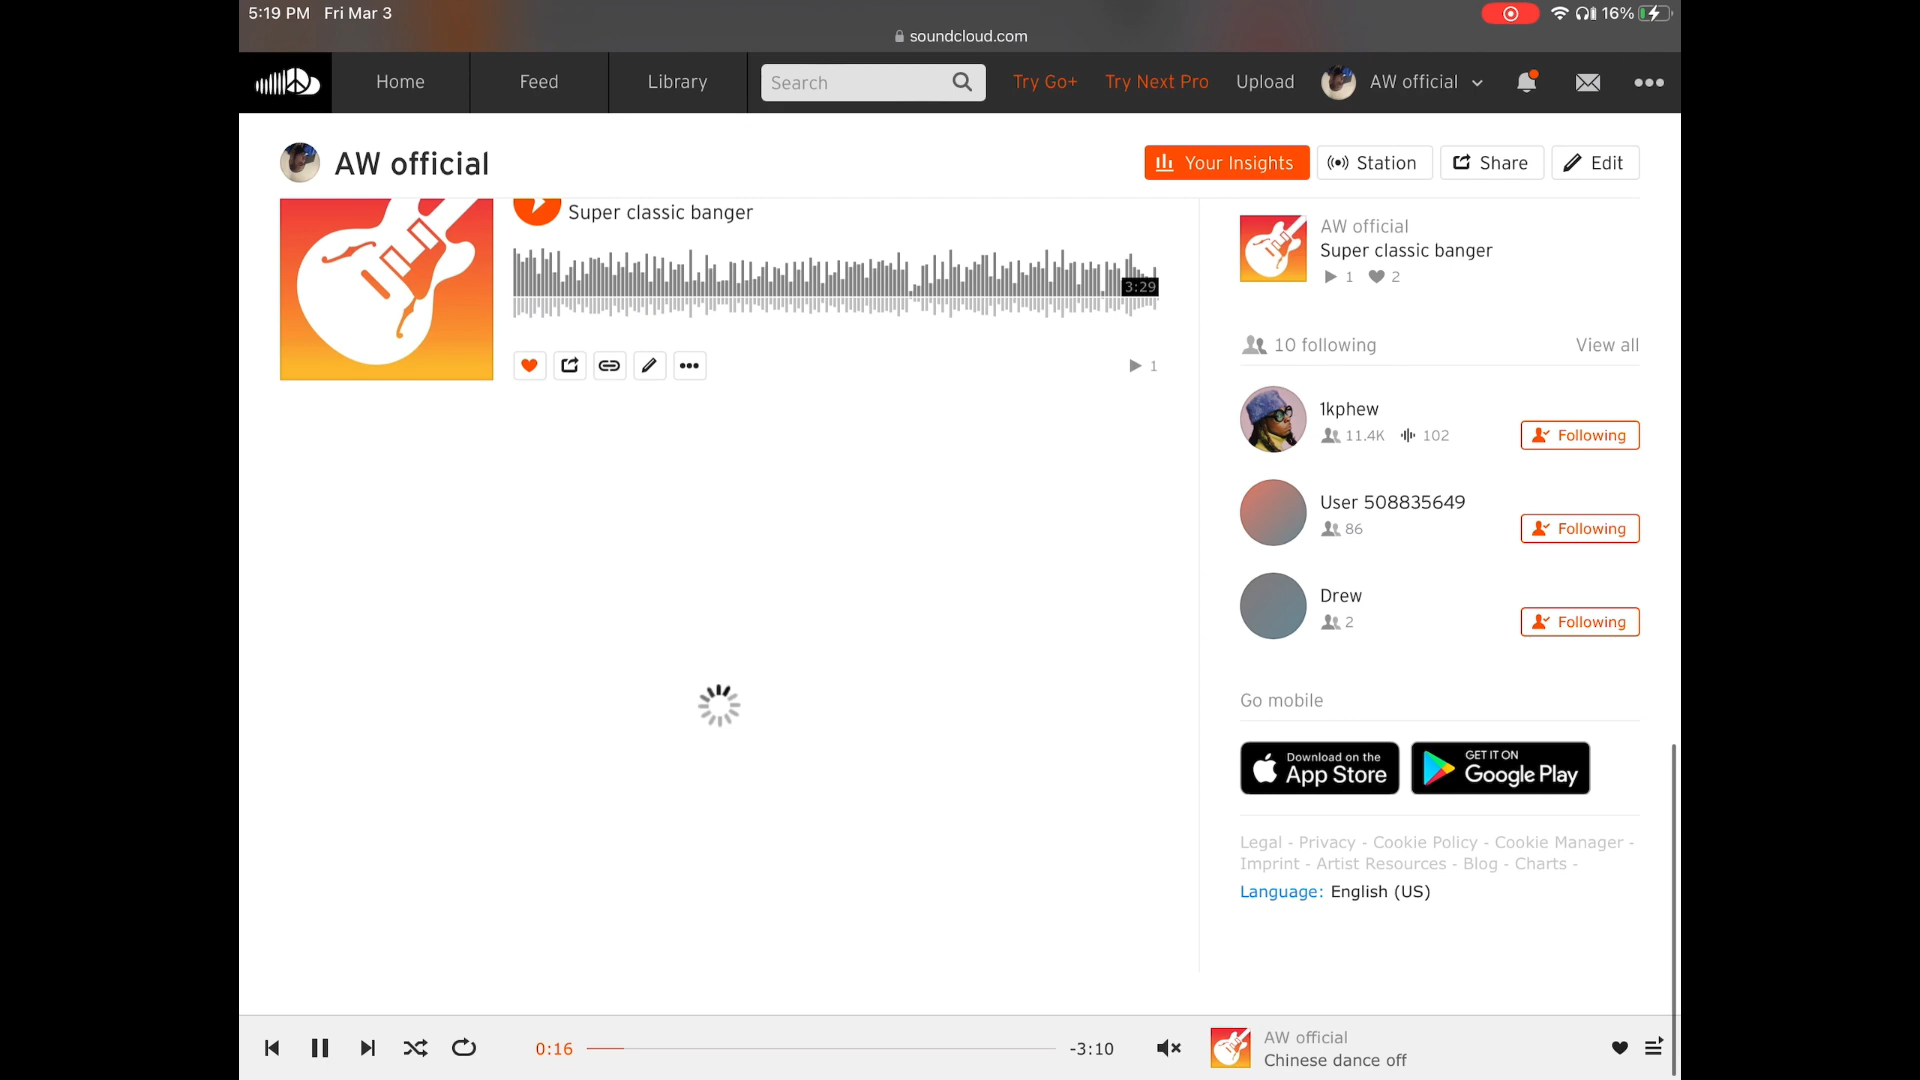 5:19 PM Fri Mar 3
16%
soundcloud.com
Home
Feed
Library
Search
Try Go+
Try Next Pro
Upload
AW official
AW official
Your Insights
Station
Share
Edit
Super classic banger
3:29
1
AW official
Super classic banger
1
2
10 following
View all
1kphew
11.4K
102
Following
User 508835649
86
Following
Drew
2
Following
Go mobile
Download on the
App Store
GET IT ON
Google Play
Legal - Privacy - Cookie Policy - Cookie Manager -
Imprint - Artist Resources - Blog - Charts -
Language: English (US)
0:16
-3:10
AW official
Chinese dance off